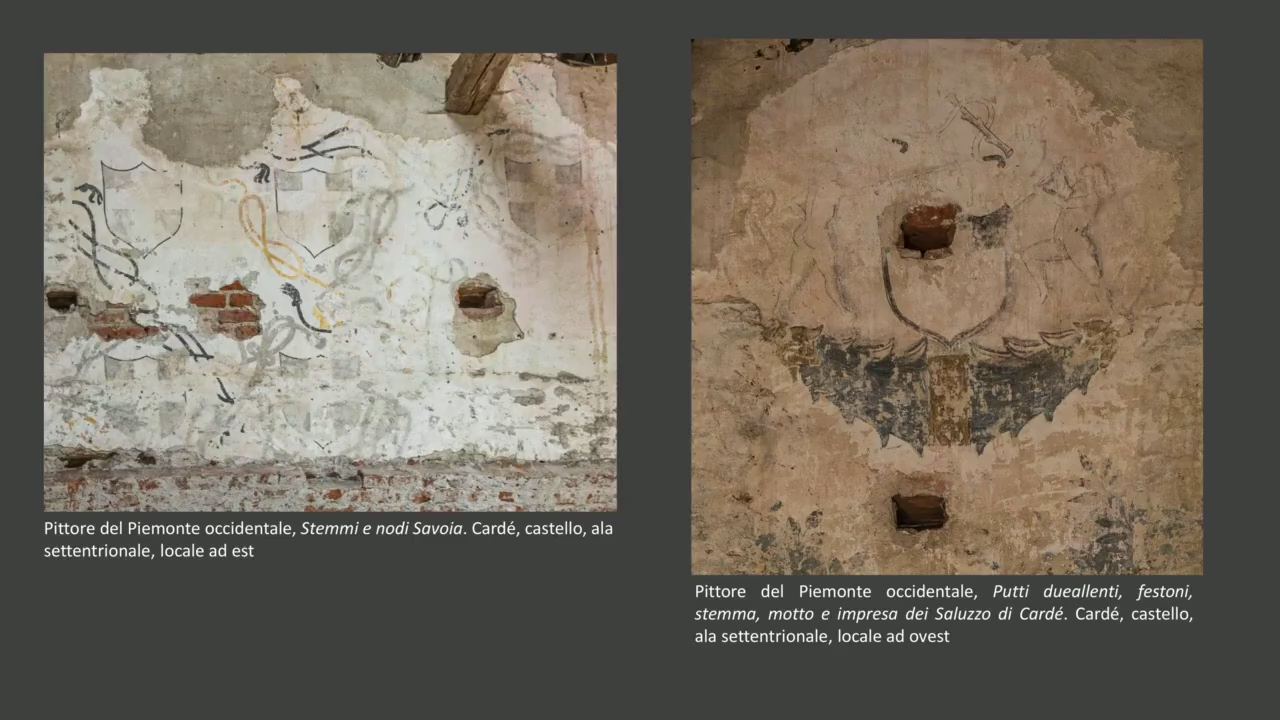 Pittore del Piemonte occidentale, Stemmi e nodi Savoia. Cardé, castello, ala
settentrionale, locale ad est
Pittore del Piemonte occidentale, Putti dueallenti, festoni,
stemma, motto e impresa dei Saluzzo di Cardé. Cardé, castello,
ala settentrionale, locale ad ovest